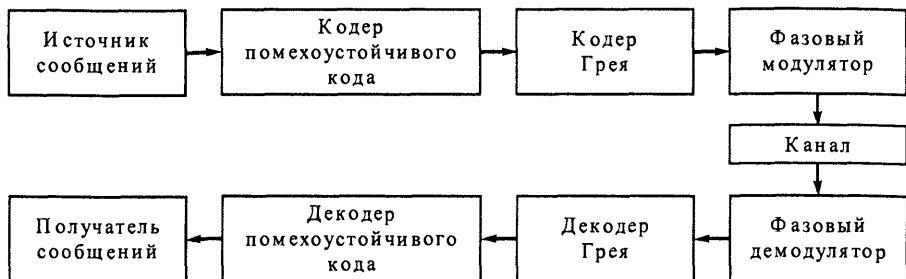 Источник
сообщений
Кодер
помехоустойчивого
кода
Кодер
Грея
Фазовый
модулятор
Канал
Получатель
сообщений
Декодер
помехоустойчивого
кода
Декодер
Грея
Фазовый
демодулятор